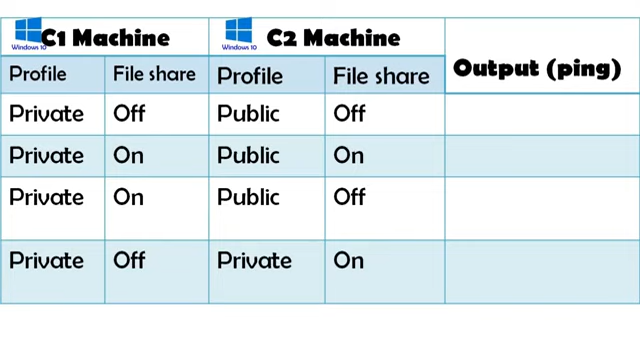 Windows 10 C1 Machine Windows 10 C2 Machine Output (ping)
Profile File share Profile File share
Private Off Public Off
Private On Public On
Private On Public Off
Private Off Private On